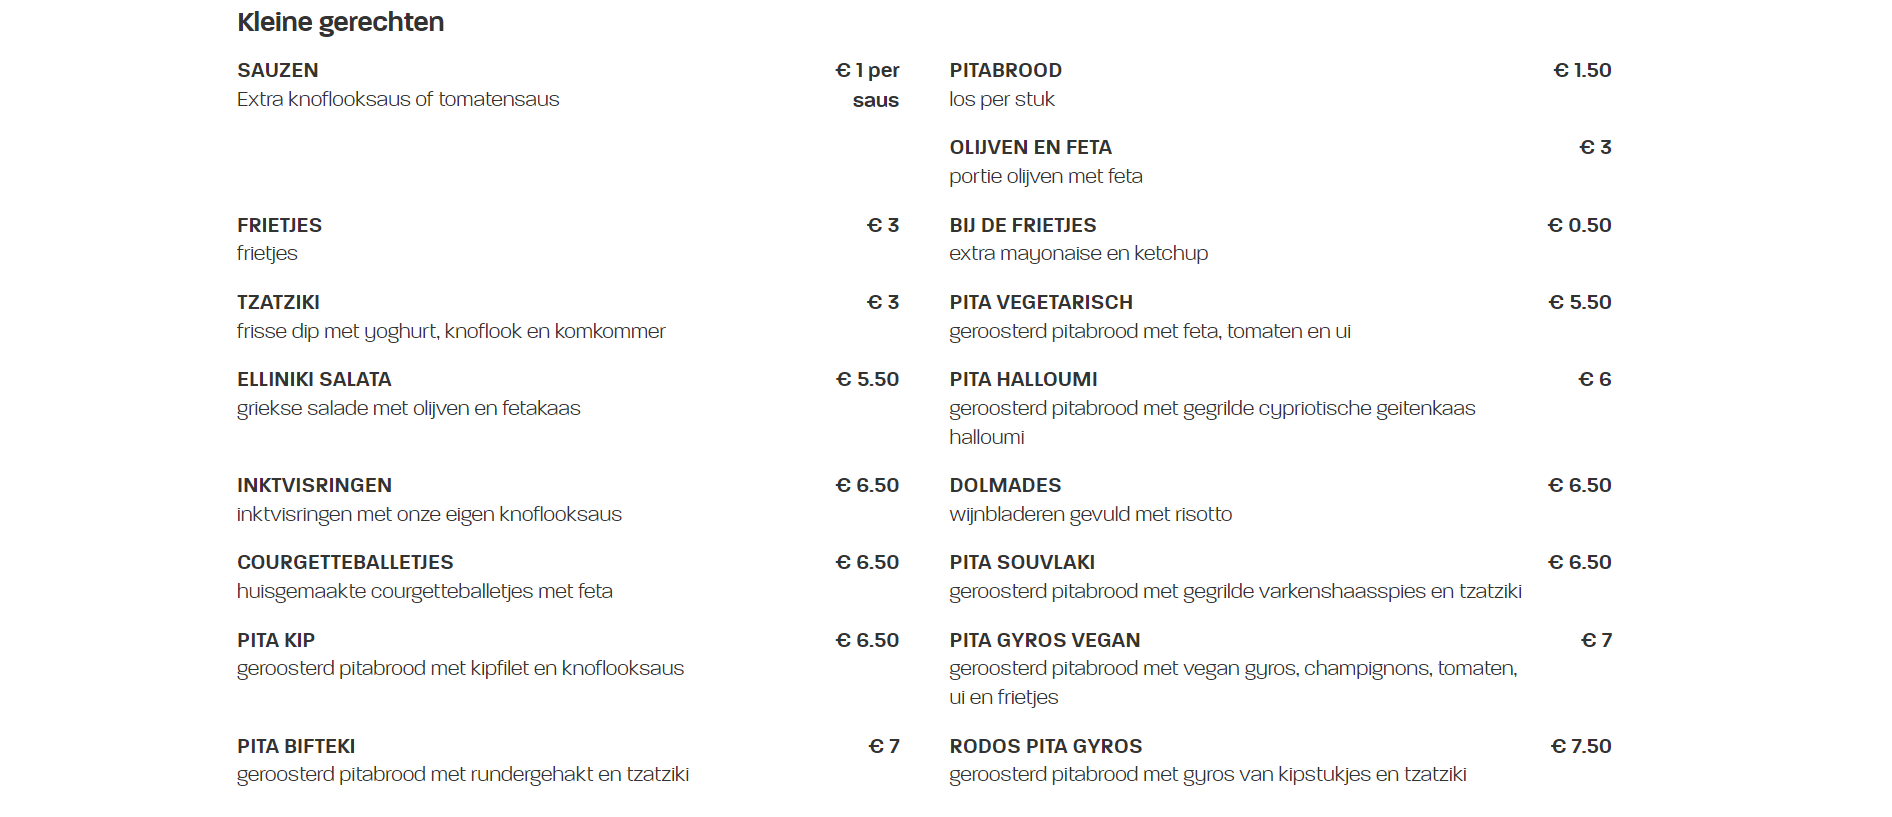 Kleine gerechten
SAUZEN € 1 per
Extra knoflooksaus of tomatensaus saus
PITABROOD € 1.50
los per stuk
OLIJVEN EN FETA € 3
portie olijven met feta
FRIETJES € 3
frietjes
BIJ DE FRIETJES € 0.50
extra mayonaise en ketchup
TZATZIKI € 3
frisse dip met yoghurt, knoflook en komkommer
PITA VEGETARISCH € 5.50
geroosterd pitabrood met feta, tomaten en ui
ELLINIKI SALATA € 5.50
griekse salade met olijven en fetakaas
PITA HALLOUMI € 6
geroosterd pitabrood met gegrilde cypriotische geitenkaas
halloumi
INKTVISRINGEN € 6.50
inktvisringen met onze eigen knoflooksaus
DOLMADES € 6.50
wijnbladeren gevuld met risotto
COURGETTEBALLETJES € 6.50
huisgemaakte courgetteballetjes met feta
PITA SOUVLAKI € 6.50
geroosterd pitabrood met gegrilde varkenshaasspies en tzatziki
PITA KIP € 6.50
geroosterd pitabrood met kipfilet en knoflooksaus
PITA GYROS VEGAN € 7
geroosterd pitabrood met vegan gyros, champignons, tomaten,
ui en frietjes
PITA BIFTEKI € 7
geroosterd pitabrood met rundergehakt en tzatziki
RODOS PITA GYROS € 7.50
geroosterd pitabrood met gyros van kipstukjes en tzatziki